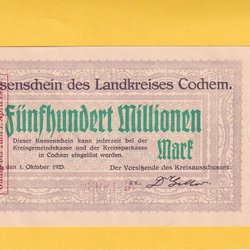 ssenschein des Landkreises Cochem.
Fünfhundert Millionen
Mark
Dieser Kassenschein kann jederzeit bei der
Kreisgemeindekasse und der Kreissparkasse
in Cochem eingelöst werden.
den 1. Oktober 1923.
Der Vorsitzende des Kreisausschusses
I.V.: